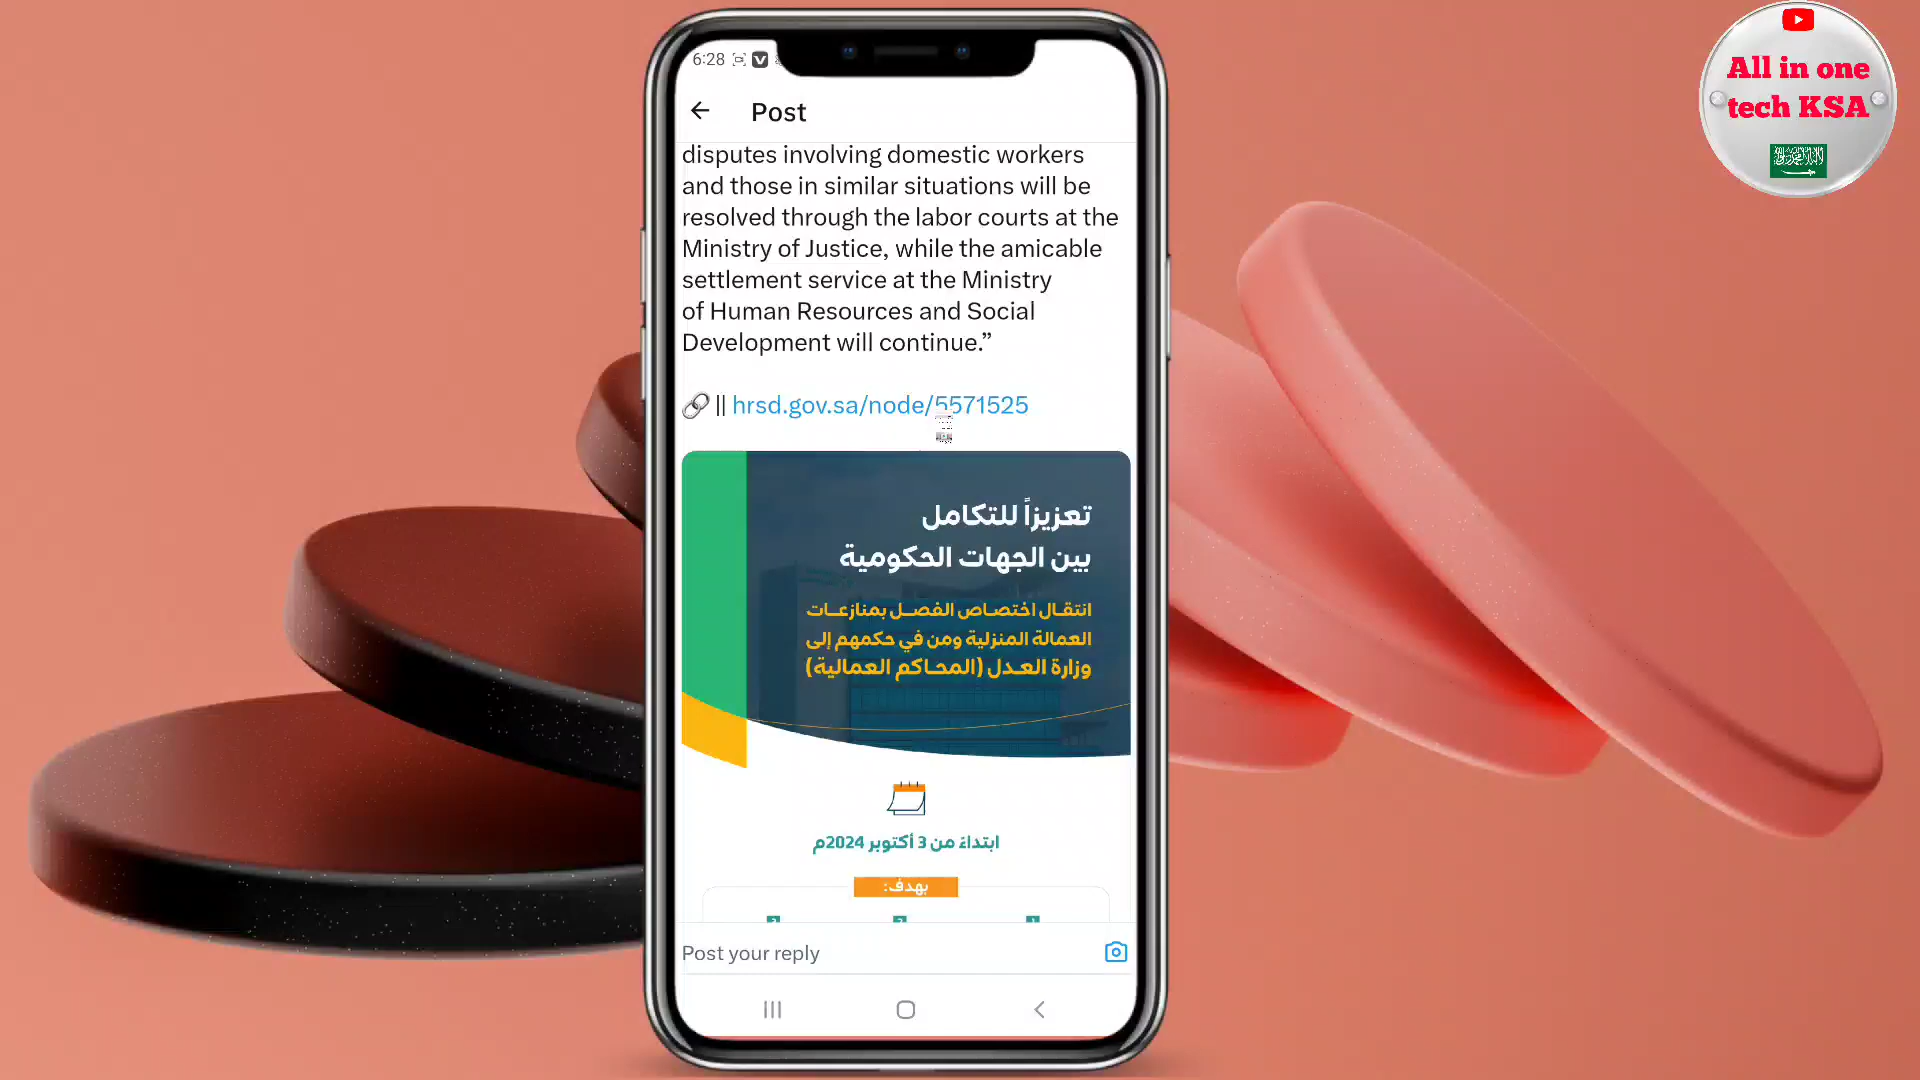 6:28
Post
disputes involving domestic workers
and those in similar situations will be
resolved through the labor courts at the
Ministry of Justice, while the amicable
settlement service at the Ministry
of Human Resources and Social
Development will continue.”
|| hrsd.gov.sa/node/5571525
تعزيزاً للتكامل
بين الجهات الحكومية
انتقال اختصاص الفصل بمنازعات
العمالة المنزلية ومن في حكمهم إلى
وزارة العدل (المحاكم العمالية)
ابتداءً من 3 أكتوبر 2024م
بهدف:
Post your reply
All in one
tech KSA